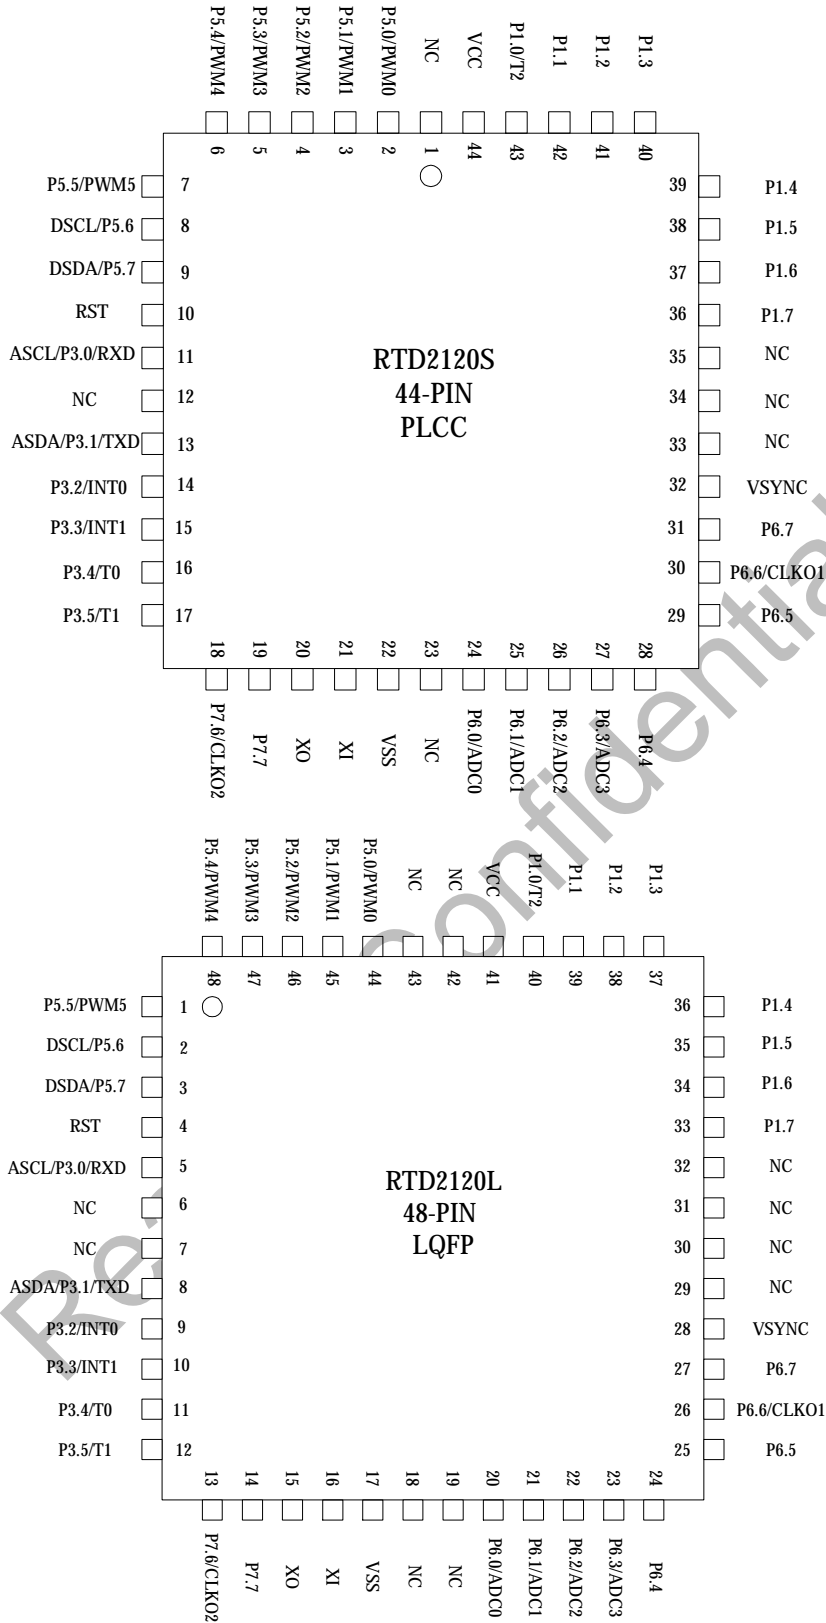 P5.4/PWM4 P5.3/PWM3 P5.2/PWM2 P5.1/PWM1 P5.0/PWM0 NC VCC P1.0/T2 P1.1 P1.2 P1.3
6 5 4 3 2 1 44 43 42 41 40
P5.5/PWM5 7 39 P1.4
DSCL/P5.6 8 38 P1.5
DSDA/P5.7 9 37 P1.6
RST 10 36 P1.7
ASCL/P3.0/RXD 11 35 NC
RTD2120S
44-PIN
PLCC
NC 12 34 NC
ASDA/P3.1/TXD 13 33 NC
P3.2/INT0 14 32 VSYNC
P3.3/INT1 15 31 P6.7
P3.4/T0 16 30 P6.6/CLKO1
P3.5/T1 17 29 P6.5
18 19 20 21 22 23 24 25 26 27 28
P7.6/CLKO2 P7.7 XO XI VSS NC P6.0/ADC0 P6.1/ADC1 P6.2/ADC2 P6.3/ADC3 P6.4
P5.4/PWM4 P5.3/PWM3 P5.2/PWM2 P5.1/PWM1 P5.0/PWM0 NC NC VCC P1.0/T2 P1.1 P1.2 P1.3
48 47 46 45 44 43 42 41 40 39 38 37
P5.5/PWM5 1 36 P1.4
DSCL/P5.6 2 35 P1.5
DSDA/P5.7 3 34 P1.6
RST 4 33 P1.7
ASCL/P3.0/RXD 5 32 NC
RTD2120L
48-PIN
LQFP
NC 6 31 NC
NC 7 30 NC
ASDA/P3.1/TXD 8 29 NC
P3.2/INT0 9 28 VSYNC
P3.3/INT1 10 27 P6.7
P3.4/T0 11 26 P6.6/CLKO1
P3.5/T1 12 25 P6.5
13 14 15 16 17 18 19 20 21 22 23 24
P7.6/CLKO2 P7.7 XO XI VSS NC NC P6.0/ADC0 P6.1/ADC1 P6.2/ADC2 P6.3/ADC3 P6.4
Confidential